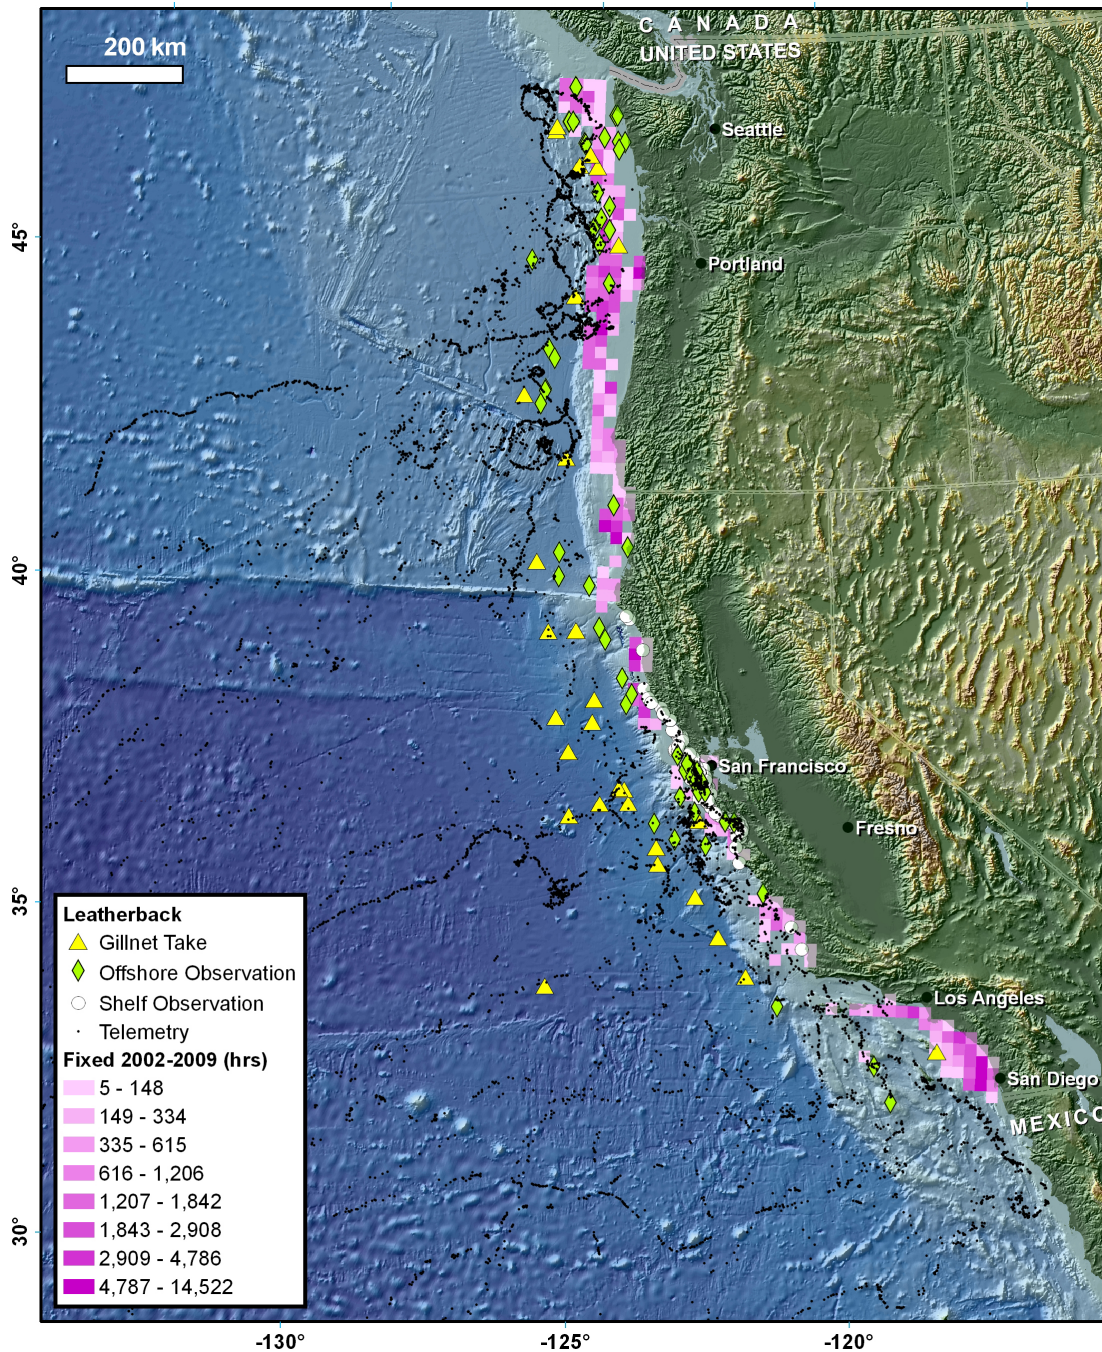 200 km
CANADA
UNITED STATES
Seattle
45°
Portland
40°
San Francisco
Fresno
35°
Los Angeles
San Diego
MEXICO
30°
-130°
-125°
-120°
Leatherback
Gillnet Take
Offshore Observation
Shelf Observation
Telemetry
Fixed 2002-2009 (hrs)
5 - 148
149 - 334
335 - 615
616 - 1,206
1,207 - 1,842
1,843 - 2,908
2,909 - 4,786
4,787 - 14,522